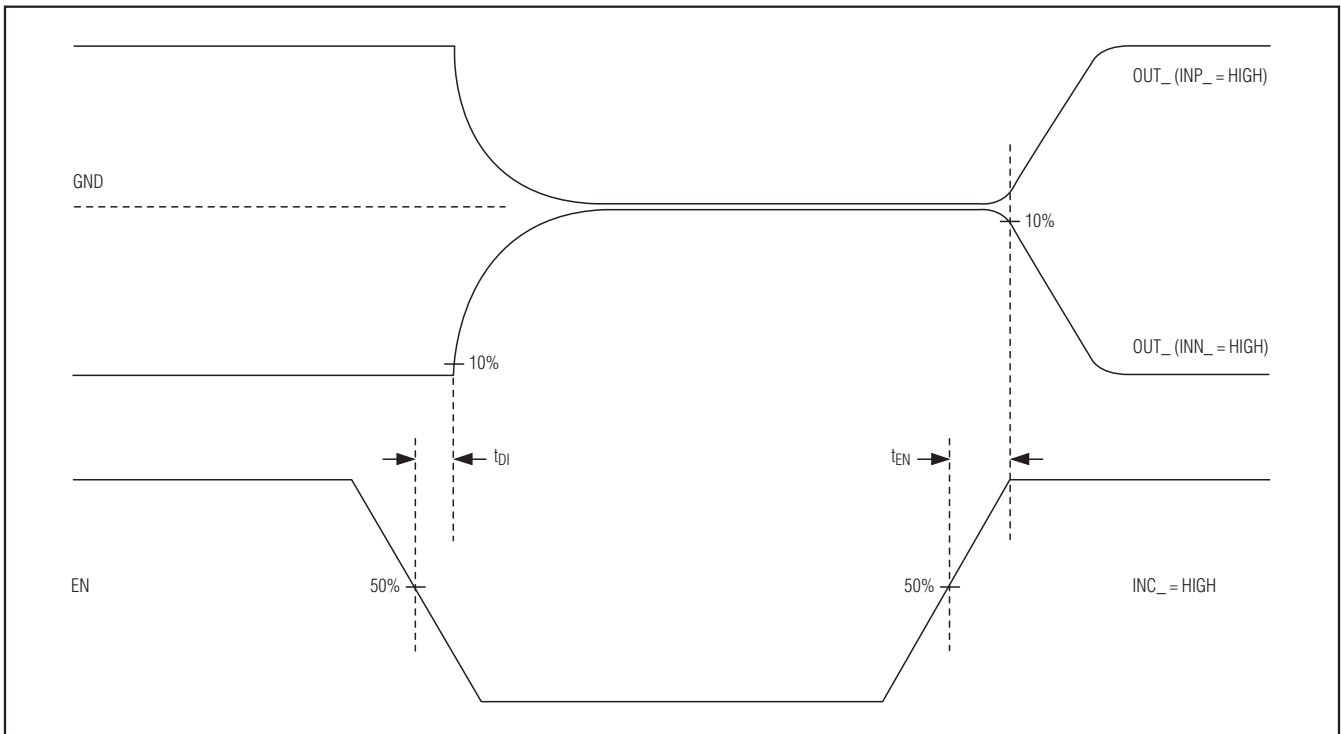 OUT_ (INP_ = HIGH)
GND
10%
OUT_ (INN_ = HIGH)
10%
tDI
tEN
EN
50%
50%
INC_ = HIGH